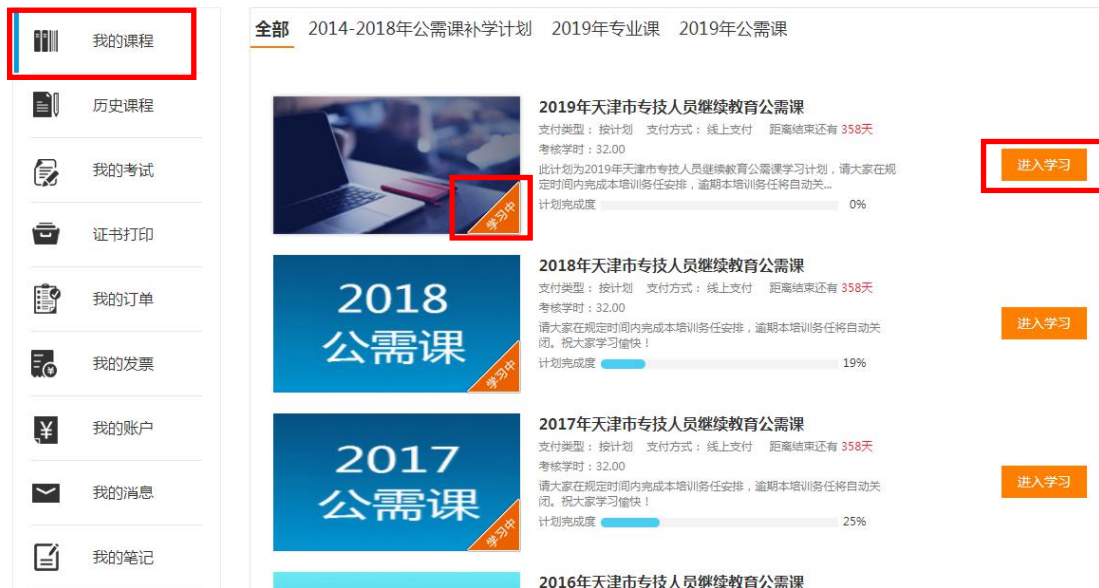 我的课程
历史课程
我的考试
证书打印
我的订单
我的发票
我的账户
我的消息
我的笔记
全部 2014-2018年公需课补学计划 2019年专业课 2019年公需课
学习中
2019年天津市专技人员继续教育公需课
支付类型：按计划 支付方式：线上支付 距离结束还有 358天
考核学时：32.00
此计划为2019年天津市专技人员继续教育公需课学习计划，请大家在规
定时间内完成本培训务任安排，逾期本培训务任将自动关...
计划完成度 0%
进入学习
2018
公需课
学习中
2018年天津市专技人员继续教育公需课
支付类型：按计划 支付方式：线上支付 距离结束还有 358天
考核学时：32.00
请大家在规定时间内完成本培训务任安排，逾期本培训务任将自动关
闭。祝大家学习愉快！
计划完成度 19%
进入学习
2017
公需课
学习中
2017年天津市专技人员继续教育公需课
支付类型：按计划 支付方式：线上支付 距离结束还有 358天
考核学时：32.00
请大家在规定时间内完成本培训务任安排，逾期本培训务任将自动关
闭。祝大家学习愉快！
计划完成度 25%
进入学习
2016年天津市专技人员继续教育公需课